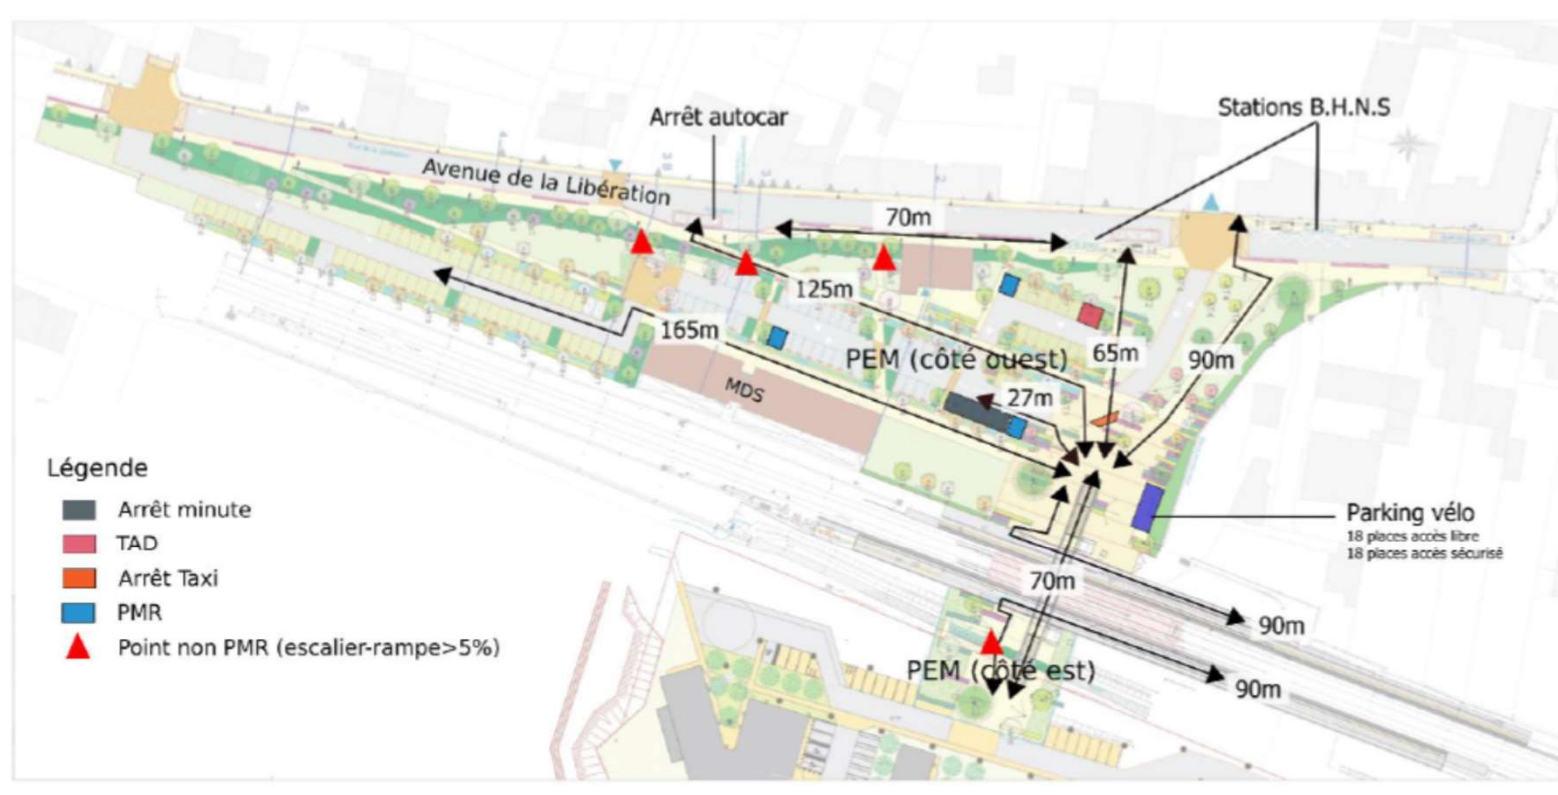 Arrêt autocar
Stations B.H.N.S
Avenue de la Libération
70m
125m
165m
PEM (côté ouest)
65m
90m
27m
MDS
Légende
Arrêt minute
TAD
Arrêt Taxi
PMR
Point non PMR (escalier-rampe>5%)
Parking vélo
18 places accès libre
18 places accès sécurisé
70m
90m
PEM (côté est)
90m